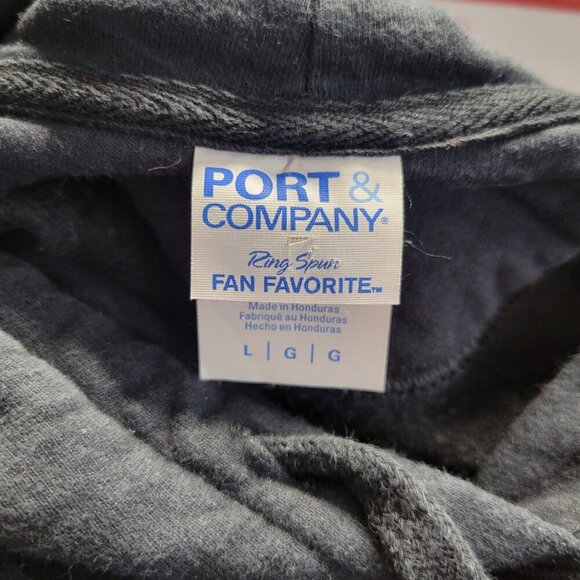 PORT &
COMPANY®
Ring Spun
FAN FAVORITE™
Made in Honduras
Fabriqué au Honduras
Hecho en Honduras
L | G | G